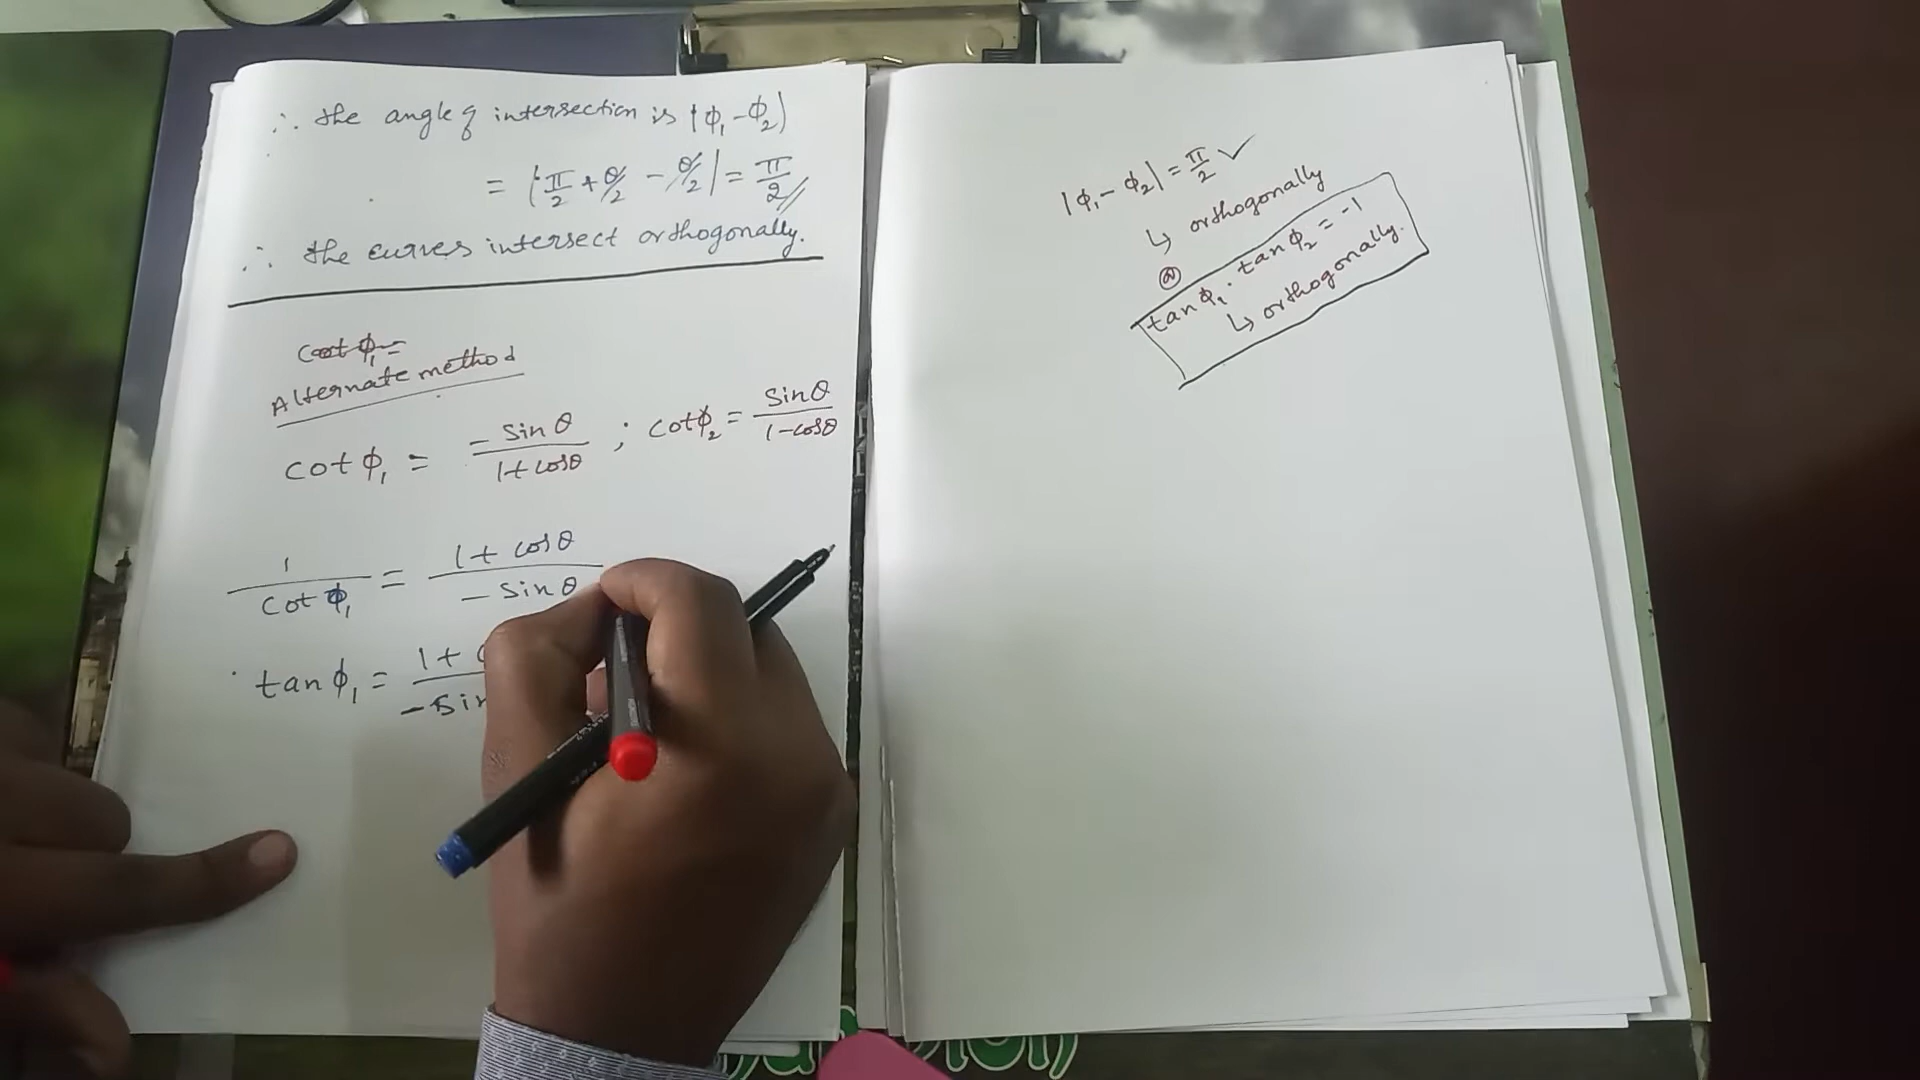 ∴ the angle of intersection is |ϕ₁ - ϕ₂|
= |π/2 + θ/2 - θ/2| = π/2 //
∴ the curves intersect orthogonally.
cot ϕ₁ =
Alternate method
cot ϕ₁ = - sin θ / 1 + cos θ ; cot ϕ₂ = sin θ / 1 - cos θ
1 / cot ϕ₁ = 1 + cos θ / - sin θ
tan ϕ₁ = 1 + / - sin
|ϕ₁ - ϕ₂| = π/2 ✓
↳ orthogonally
tan ϕ₁ · tan ϕ₂ = -1
↳ orthogonally.